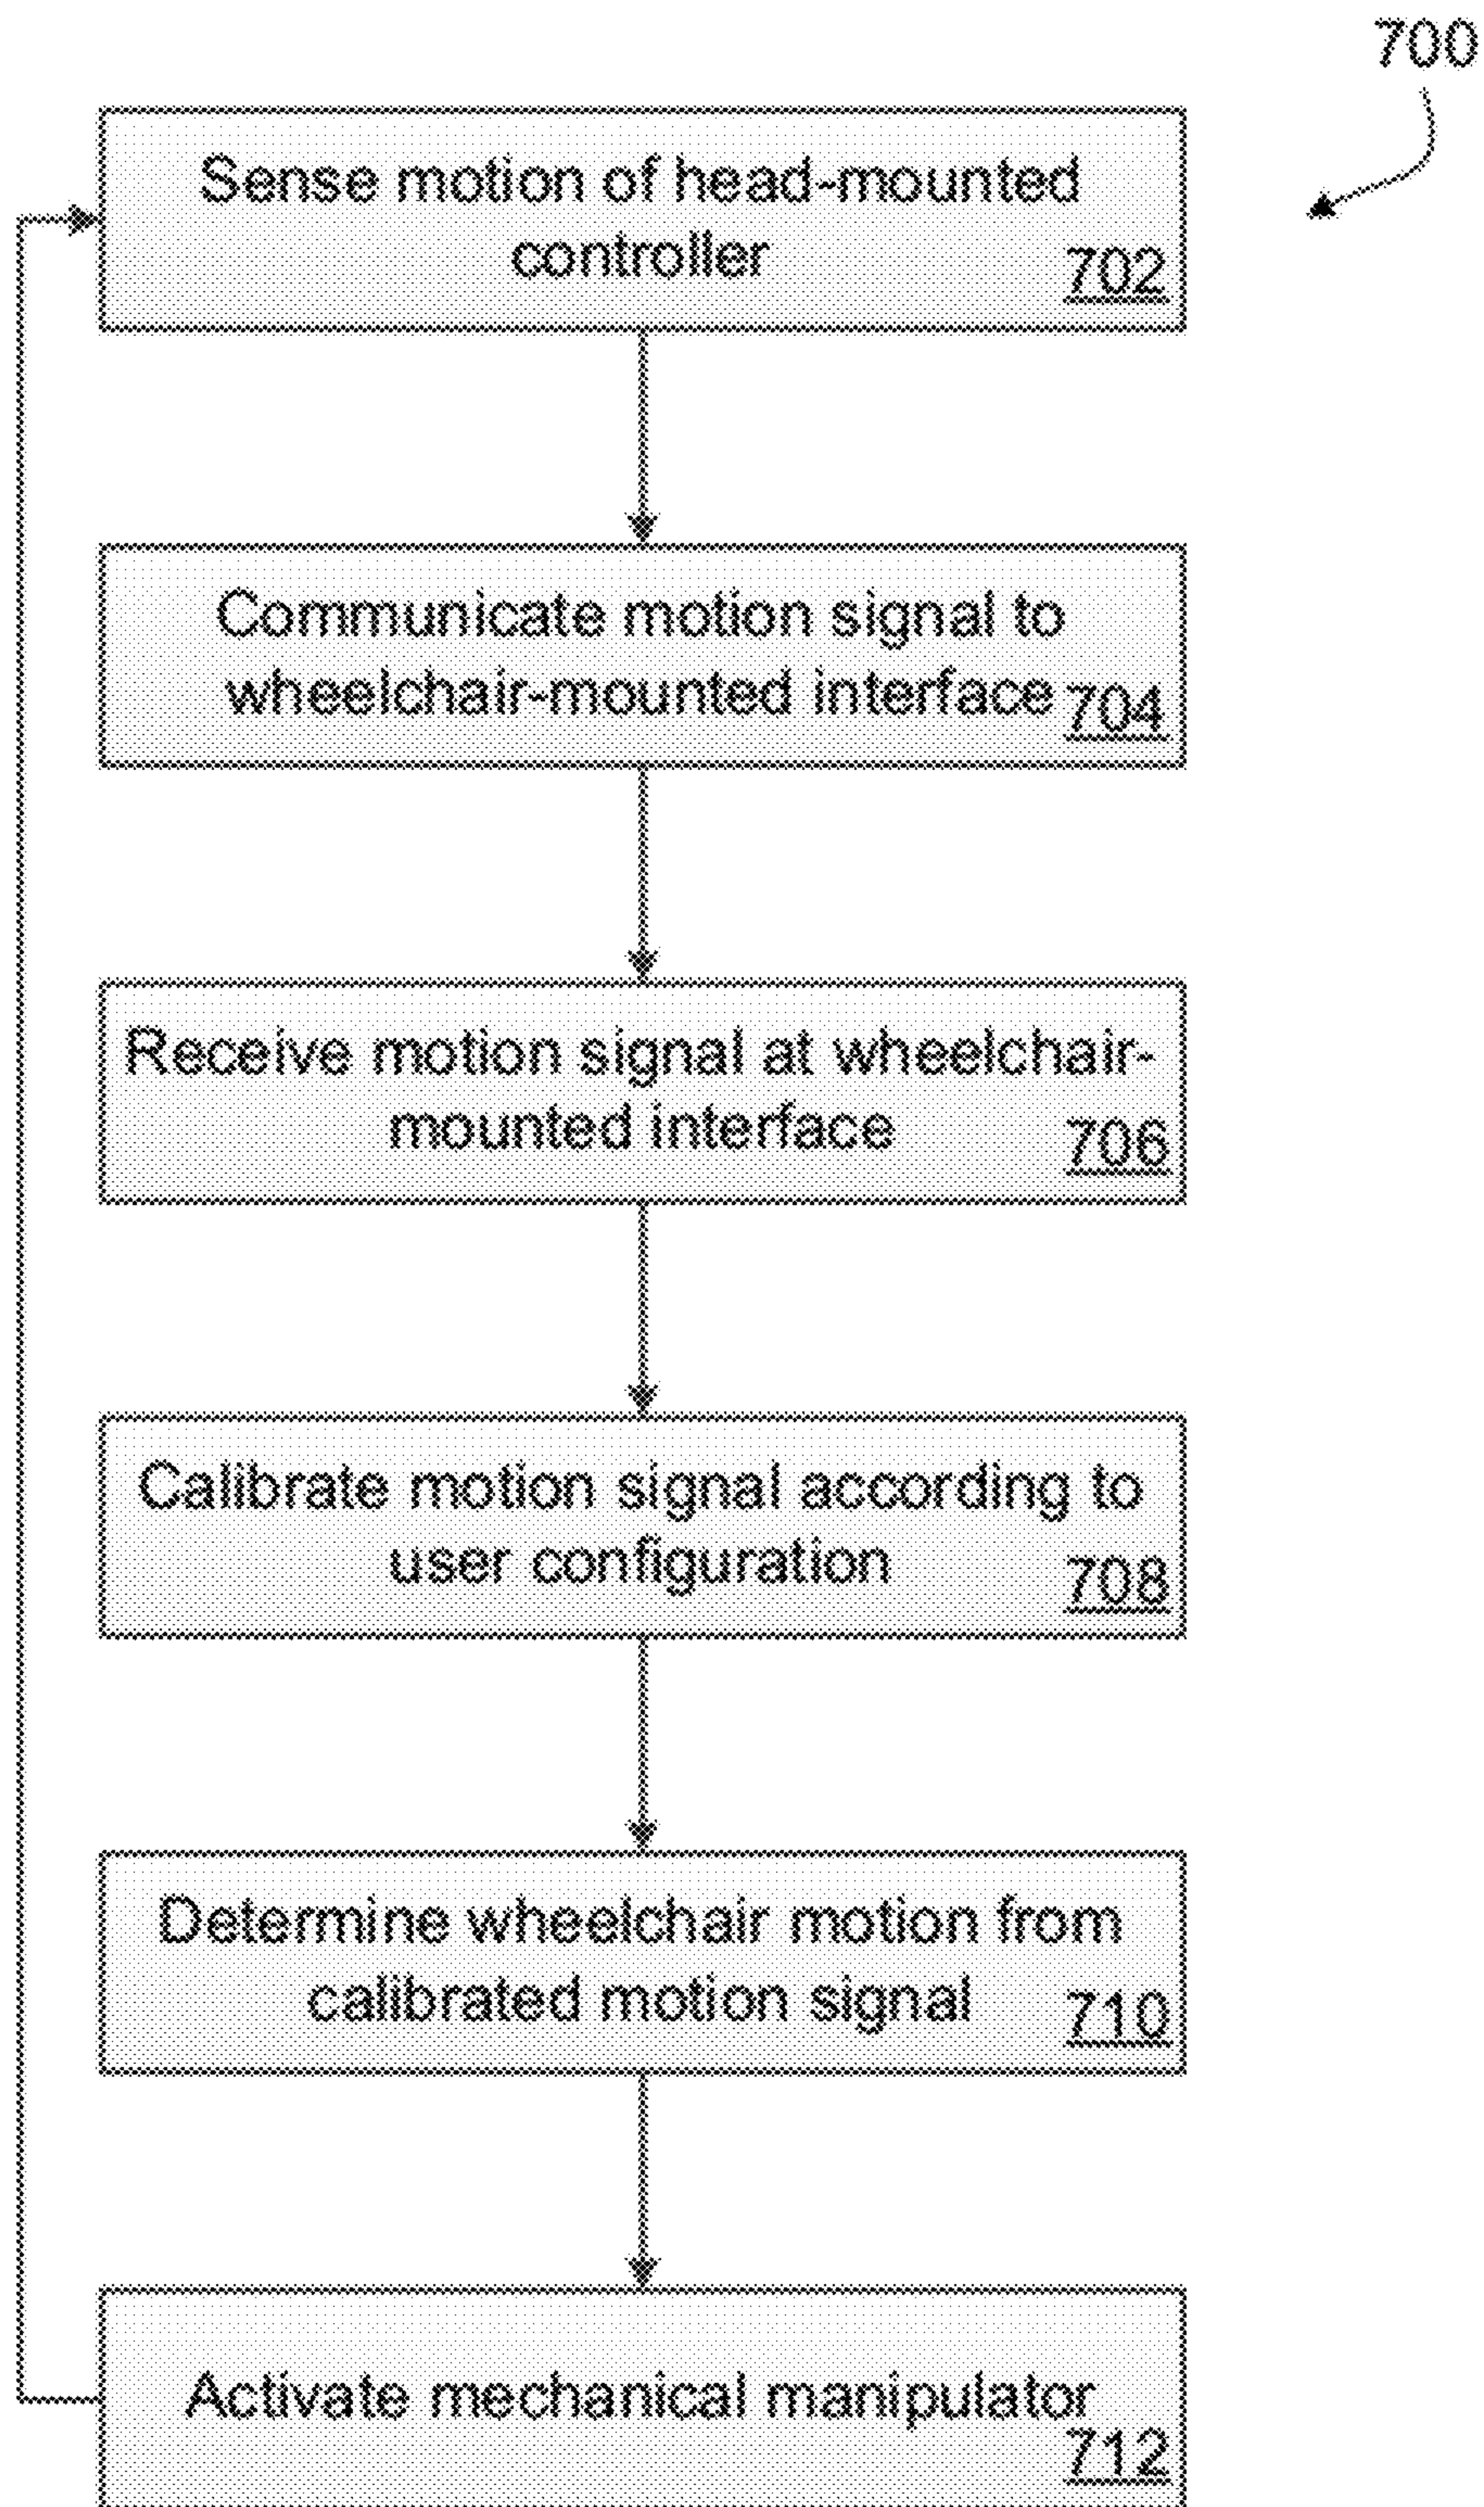 700
Sense motion of head-mounted
controller
702
Communicate motion signal to
wheelchair-mounted interface
704
Receive motion signal at wheelchair-
mounted interface
706
Calibrate motion signal according to
user configuration
708
Determine wheelchair motion from
calibrated motion signal
710
Activate mechanical manipulator
712